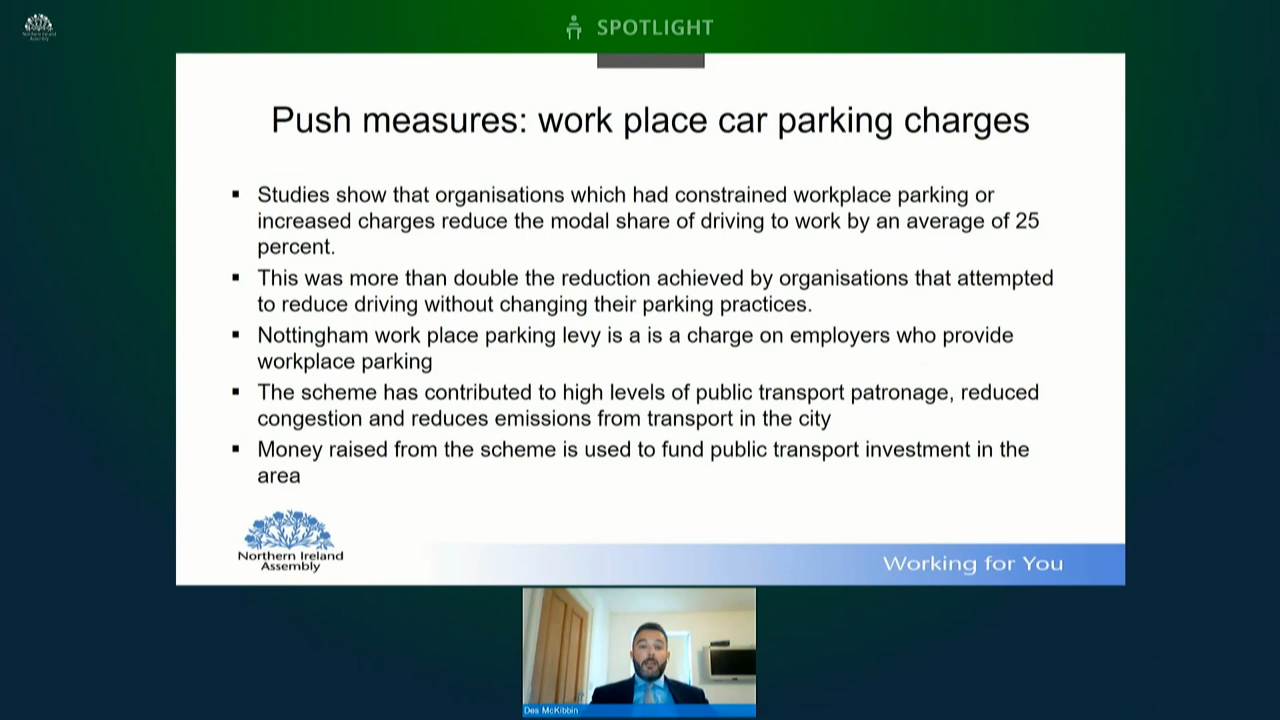 Northern Ireland
Assembly
SPOTLIGHT
Push measures: work place car parking charges
▪ Studies show that organisations which had constrained workplace parking or
increased charges reduce the modal share of driving to work by an average of 25
percent.
▪ This was more than double the reduction achieved by organisations that attempted
to reduce driving without changing their parking practices.
▪ Nottingham work place parking levy is a is a charge on employers who provide
workplace parking
▪ The scheme has contributed to high levels of public transport patronage, reduced
congestion and reduces emissions from transport in the city
▪ Money raised from the scheme is used to fund public transport investment in the
area
Northern Ireland
Assembly
Working for You
Des McKibbin